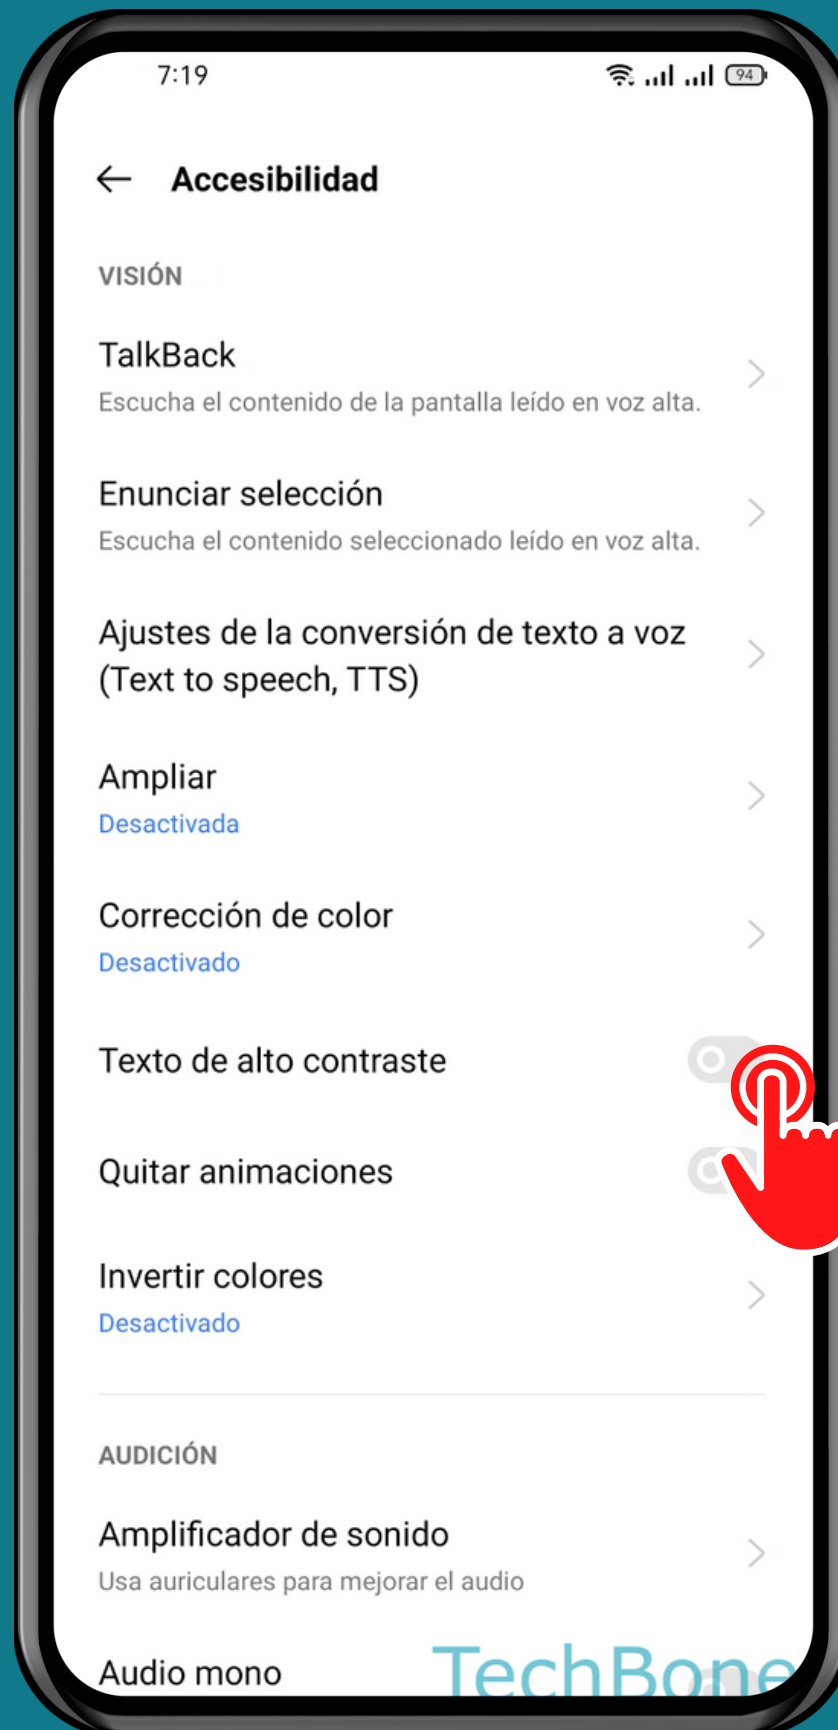 7:19
94
Accesibilidad
VISIÓN
TalkBack
Escucha el contenido de la pantalla leído en voz alta.
Enunciar selección
Escucha el contenido seleccionado leído en voz alta.
Ajustes de la conversión de texto a voz
(Text to speech, TTS)
Ampliar
Desactivada
Corrección de color
Desactivado
Texto de alto contraste
Quitar animaciones
Invertir colores
Desactivado
AUDICIÓN
Amplificador de sonido
Usa auriculares para mejorar el audio
Audio mono
TechBone